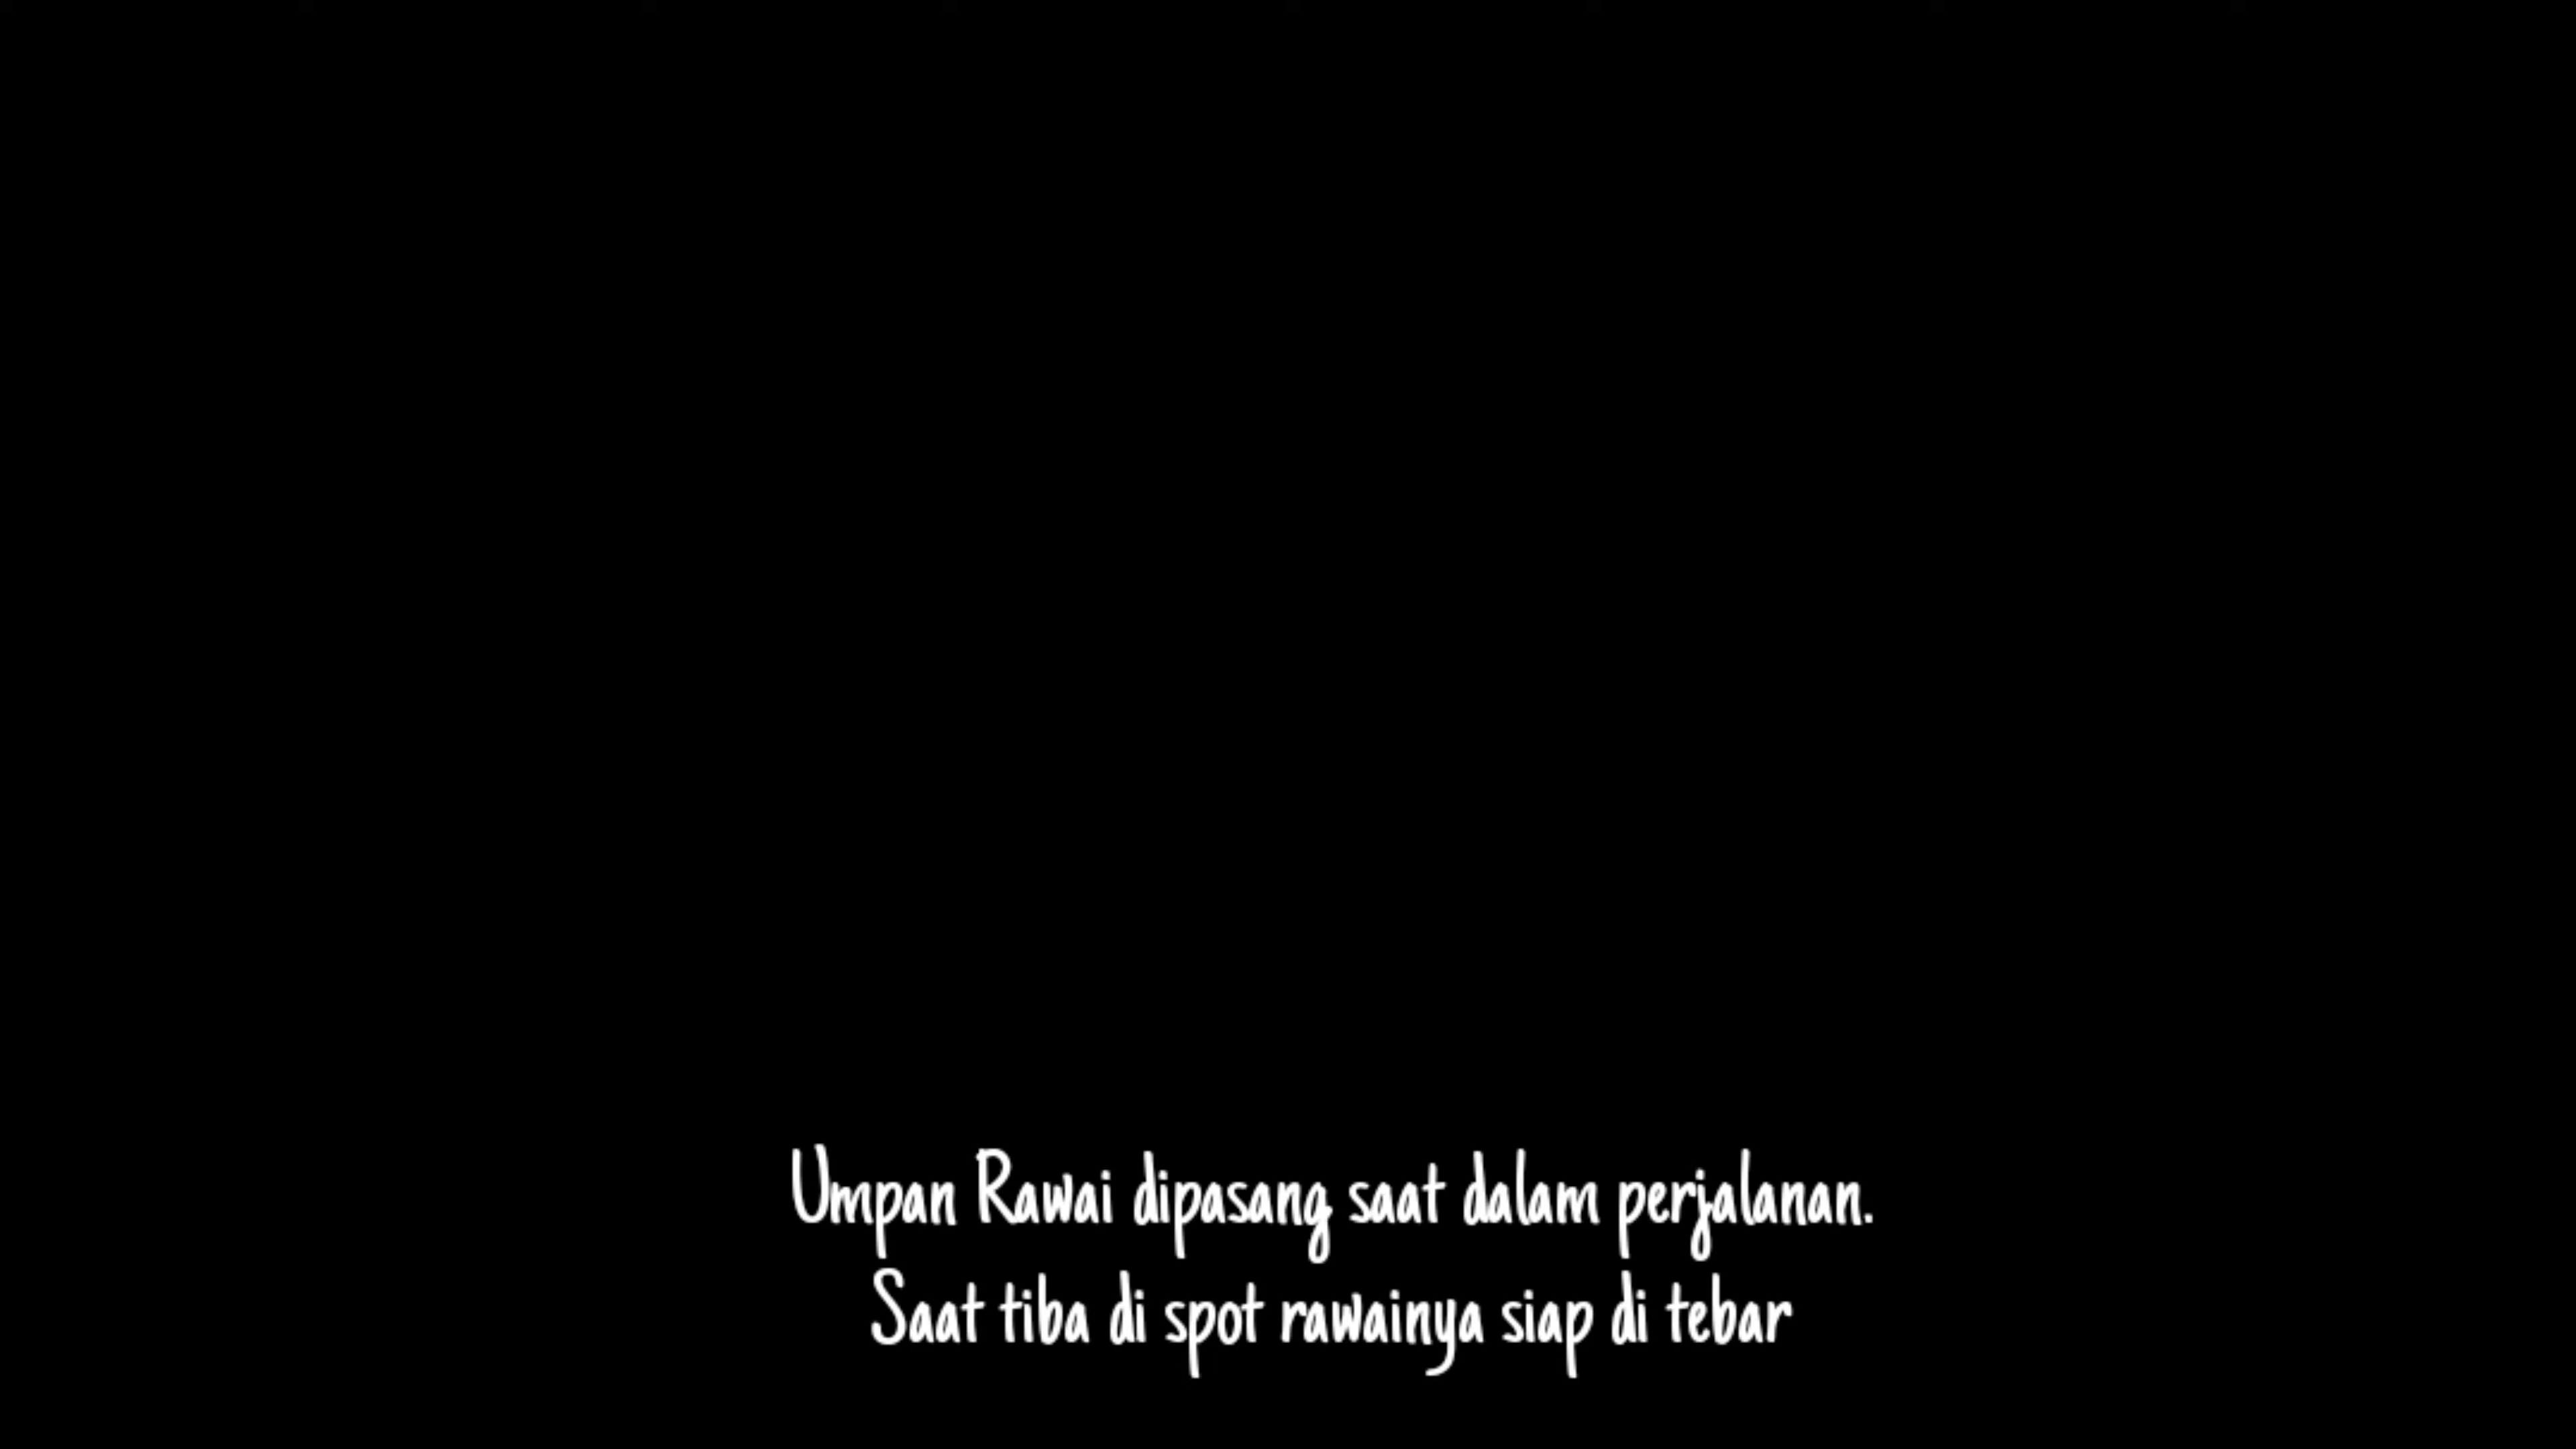 Umpan Rawai dipasang saat dalam perjalanan.
Saat tiba di spot rawainya siap di tebar